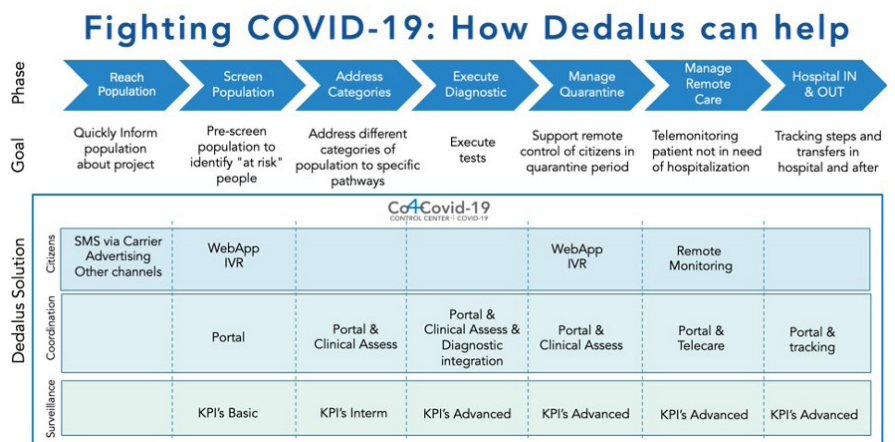 Fighting COVID-19: How Dedalus can help
Phase
Reach
Population
Screen
Population
Address
Categories
Execute
Diagnostic
Manage
Quarantine
Manage
Remote
Care
Hospital IN
& OUT
Goal
Quickly Inform
population
about project
Pre-screen
population to
identify "at risk"
people
Address different
categories of
population to specific
pathways
Execute
tests
Support remote
control of citizens in
quarantine period
Telemonitoring
patient not in need
of hospitalization
Tracking steps and
transfers in
hospital and after
Dedalus Solution
Co4Covid-19
CONTROL CENTER4COVID-19
Citizens
SMS via Carrier
Advertising
Other channels
WebApp
IVR
WebApp
IVR
Remote
Monitoring
Coordination
Portal
Portal &
Clinical Assess
Portal &
Clinical Assess &
Diagnostic
integration
Portal &
Clinical Assess
Portal &
Telecare
Portal &
tracking
Surveillance
KPI's Basic
KPI's Interm
KPI's Advanced
KPI's Advanced
KPI's Advanced
KPI's Advanced